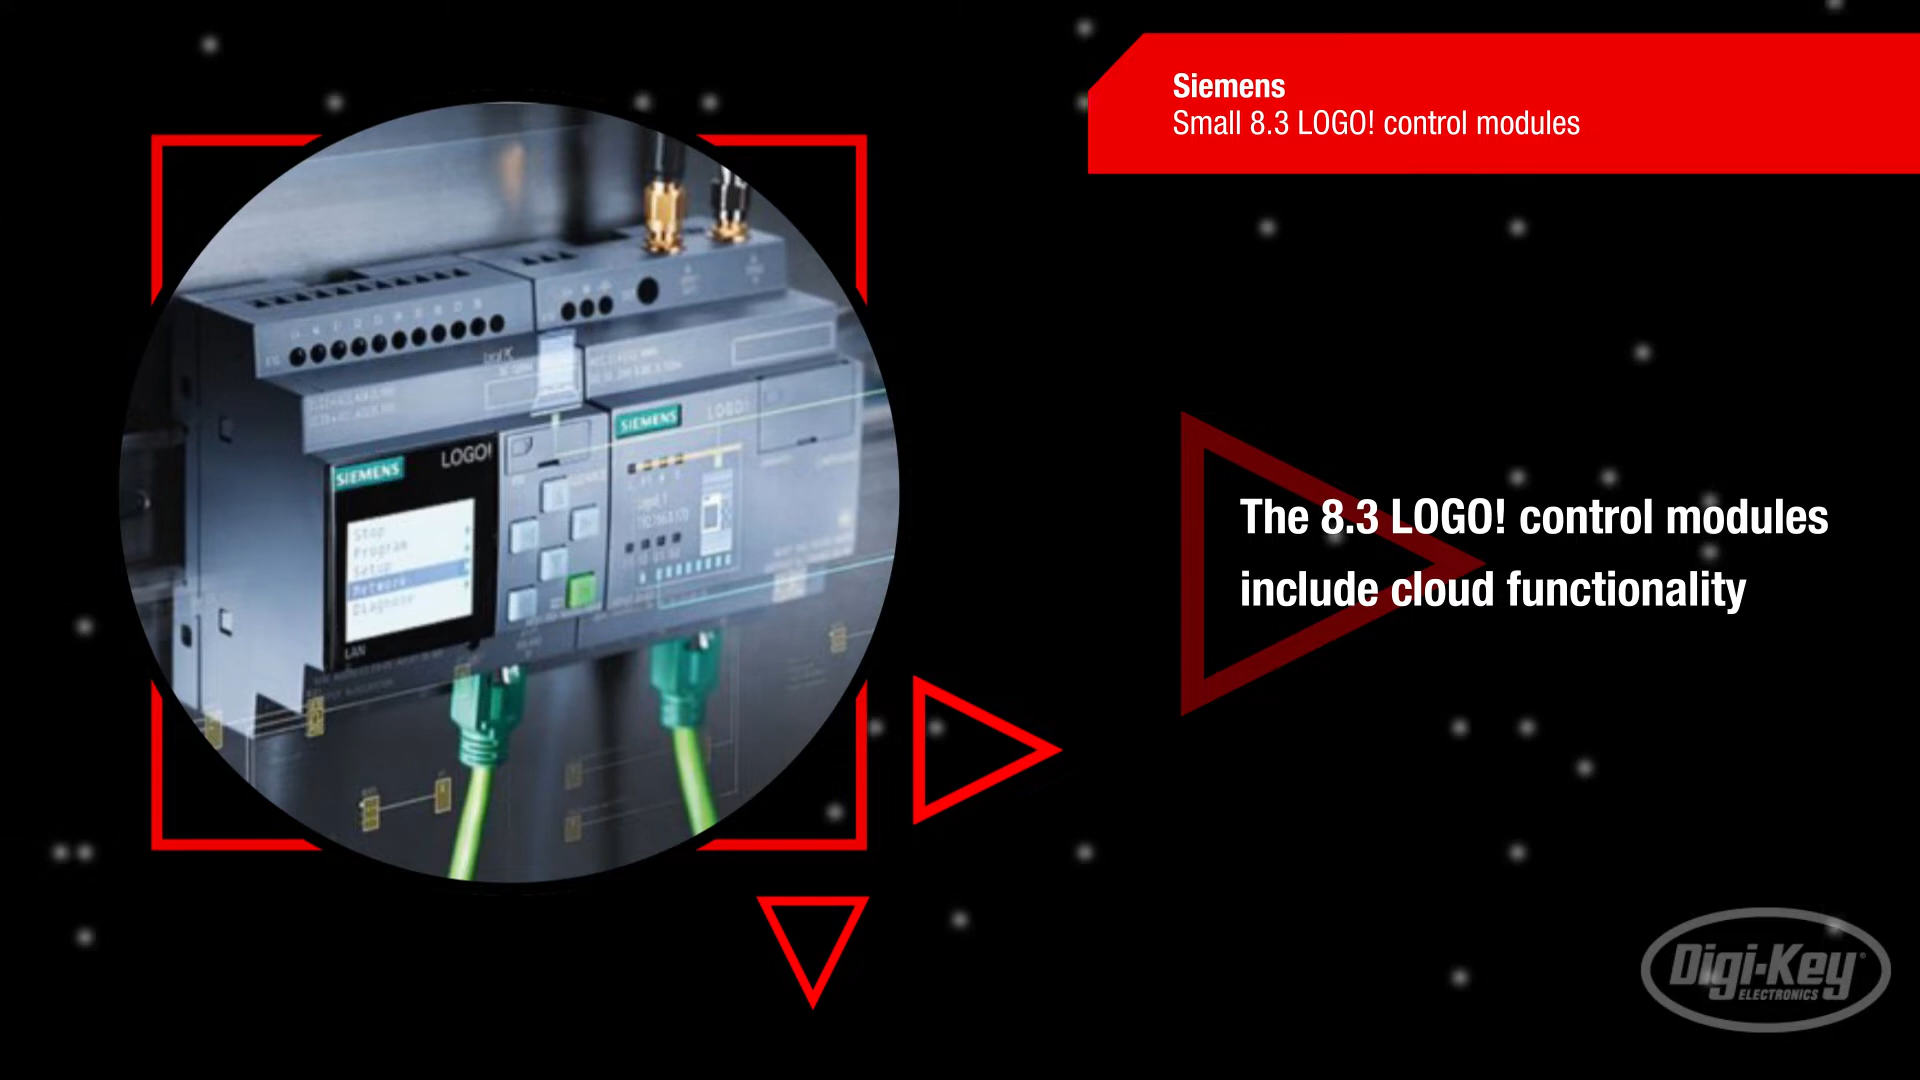 Siemens
Small 8.3 LOGO! control modules
The 8.3 LOGO! control modules
include cloud functionality
SIEMENS
LOGO!
SIEMENS
LOGO!
Stop
Program
Setup
Network
Diagnose
LAN
Digi-Key
ELECTRONICS